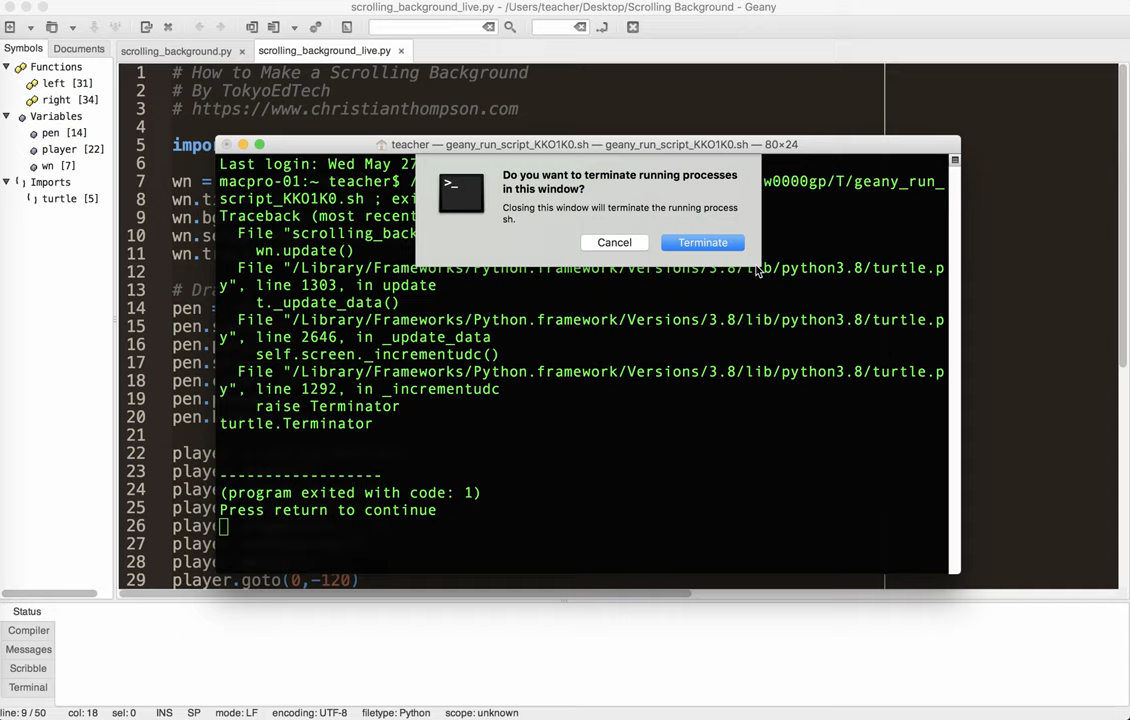 scrolling_background_live.py - /Users/teacher/Desktop/Scrolling Background - Geany
Symbols
Documents
scrolling_background.py
scrolling_background_live.py
Functions
left [31]
right [34]
Variables
pen [14]
player [22]
wn [7]
Imports
turtle [5]
1 # How to Make a Scrolling Background
2 # By TokyoEdTech
3 # https://www.christianthompson.com
4
5 impo
6
7 wn =
8 wn.t
9 wn.b
10 wn.s
11 wn.t
12
13 # Dr
14 pen =
15 pen.
16 pen.
17 pen.
18 pen.
19 pen.
20 pen.
21
22 playe
23 playe
24 playe
25 playe
26 playe
27 playe
28 playe
29 player.goto(0,-120)
teacher — geany_run_script_KKO1K0.sh — geany_run_script_KKO1K0.sh — 80×24
Last login: Wed May 27
macpro-01:~ teacher$ / w0000gp/T/geany_run_
script_KKO1K0.sh ; exi
Traceback (most recent
File "scrolling_back
wn.update()
File "/Library/Frameworks/Python.framework/Versions/3.8/lib/python3.8/turtle.p
y", line 1303, in update
t._update_data()
File "/Library/Frameworks/Python.framework/Versions/3.8/lib/python3.8/turtle.p
y", line 2646, in _update_data
self.screen._incrementudc()
File "/Library/Frameworks/Python.framework/Versions/3.8/lib/python3.8/turtle.p
y", line 1292, in _incrementudc
raise Terminator
turtle.Terminator
------------------
(program exited with code: 1)
Press return to continue
Do you want to terminate running processes
in this window?
Closing this window will terminate the running process
sh.
Cancel
Terminate
Status
Compiler
Messages
Scribble
Terminal
line: 9 / 50 col: 18 sel: 0 INS SP mode: LF encoding: UTF-8 filetype: Python scope: unknown